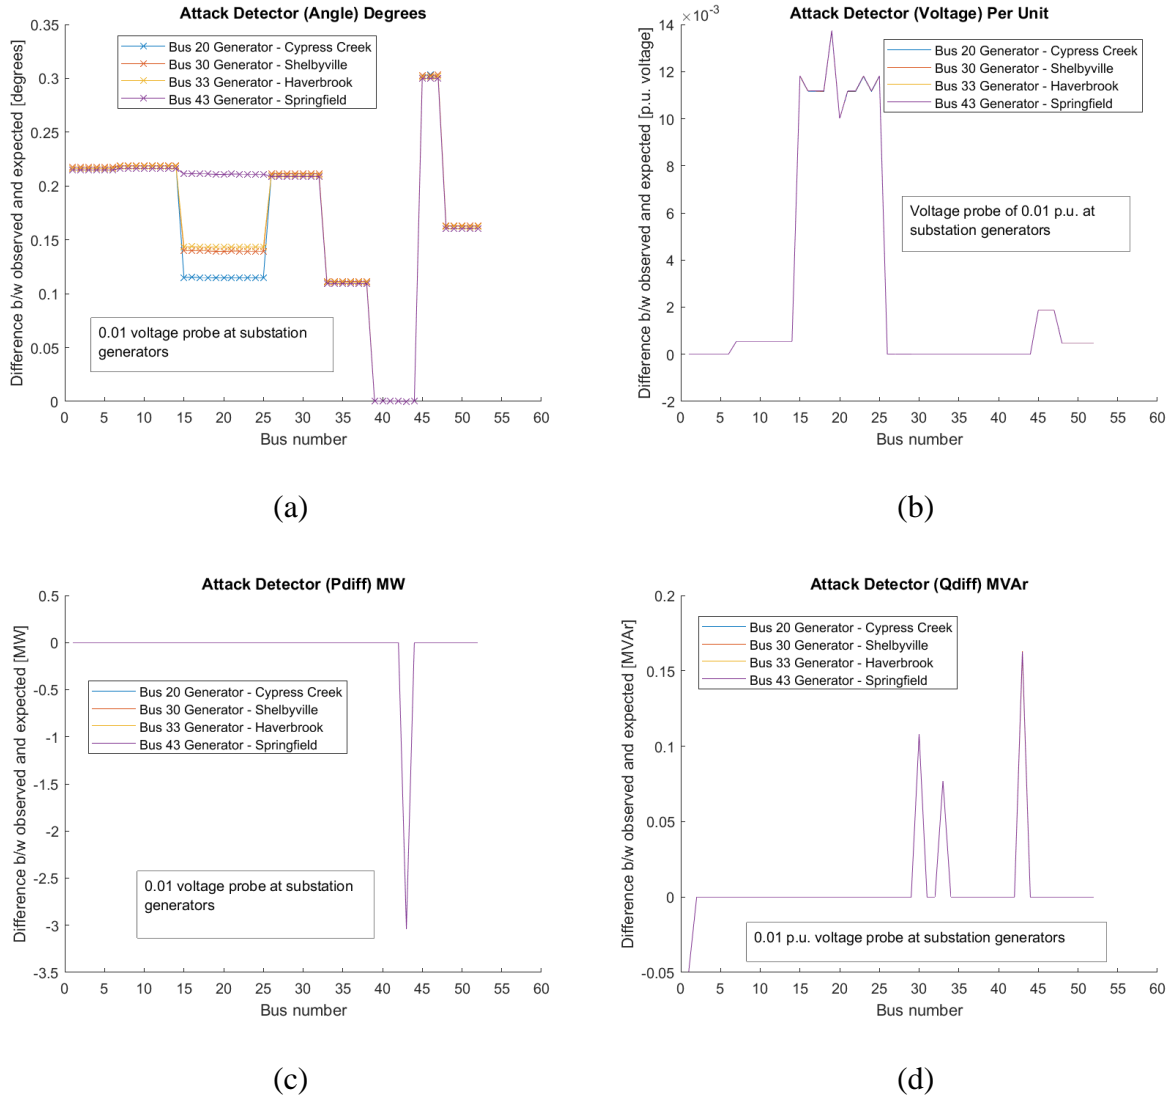 Attack Detector (Angle) Degrees
Difference b/w observed and expected [degrees]
0.35
0.3
0.25
0.2
0.15
0.1
0.05
0
Bus 20 Generator - Cypress Creek
Bus 30 Generator - Shelbyville
Bus 33 Generator - Haverbrook
Bus 43 Generator - Springfield
0.01 voltage probe at substation
generators
0 5 10 15 20 25 30 35 40 45 50 55 60
Bus number
(a)
Attack Detector (Voltage) Per Unit
×10-3
Difference b/w observed and expected [p.u. voltage]
14
12
10
8
6
4
2
0
-2
Bus 20 Generator - Cypress Creek
Bus 30 Generator - Shelbyville
Bus 33 Generator - Haverbrook
Bus 43 Generator - Springfield
Voltage probe of 0.01 p.u. at
substation generators
0 5 10 15 20 25 30 35 40 45 50 55 60
Bus number
(b)
Attack Detector (Pdiff) MW
Difference b/w observed and expected [MW]
0.5
0
-0.5
-1
-1.5
-2
-2.5
-3
-3.5
Bus 20 Generator - Cypress Creek
Bus 30 Generator - Shelbyville
Bus 33 Generator - Haverbrook
Bus 43 Generator - Springfield
0.01 voltage probe at substation
generators
0 5 10 15 20 25 30 35 40 45 50 55 60
Bus number
(c)
Attack Detector (Qdiff) MVAr
Difference b/w observed and expected [MVAr]
0.2
0.15
0.1
0.05
0
-0.05
Bus 20 Generator - Cypress Creek
Bus 30 Generator - Shelbyville
Bus 33 Generator - Haverbrook
Bus 43 Generator - Springfield
0.01 p.u. voltage probe at substation generators
0 5 10 15 20 25 30 35 40 45 50 55 60
Bus number
(d)